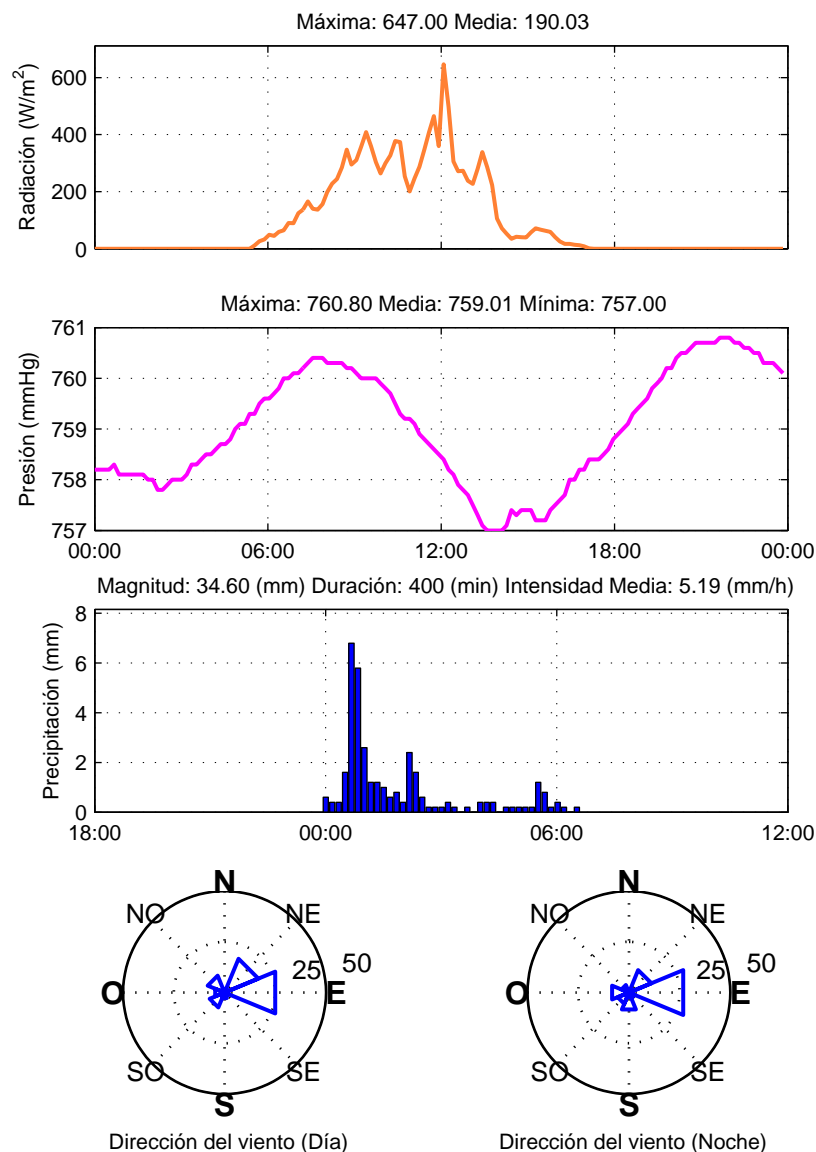 Máxima: 647.00 Media: 190.03
Radiación (W/m²)
600
400
200
0
Máxima: 760.80 Media: 759.01 Mínima: 757.00
Presión (mmHg)
761
760
759
758
757
00:00 06:00 12:00 18:00 00:00
Magnitud: 34.60 (mm) Duración: 400 (min) Intensidad Media: 5.19 (mm/h)
Precipitación (mm)
8
6
4
2
0
18:00 00:00 06:00 12:00
N
NO NE
25 50
O E
SO SE
S
Dirección del viento (Día)
N
NO NE
25 50
O E
SO SE
S
Dirección del viento (Noche)